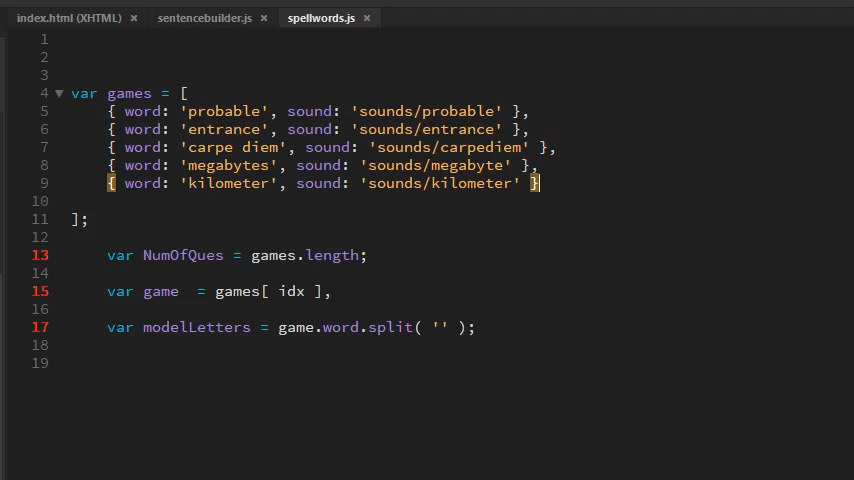 index.html (XHTML) × sentencebuilder.js × spellwords.js ×
1
2
3
4 ▼ var games = [
5 { word: 'probable', sound: 'sounds/probable' },
6 { word: 'entrance', sound: 'sounds/entrance' },
7 { word: 'carpe diem', sound: 'sounds/carpediem' },
8 { word: 'megabytes', sound: 'sounds/megabyte' },
9 { word: 'kilometer', sound: 'sounds/kilometer' }
10
11 ];
12
13 var NumOfQues = games.length;
14
15 var game = games[ idx ],
16
17 var modelLetters = game.word.split( '' );
18
19